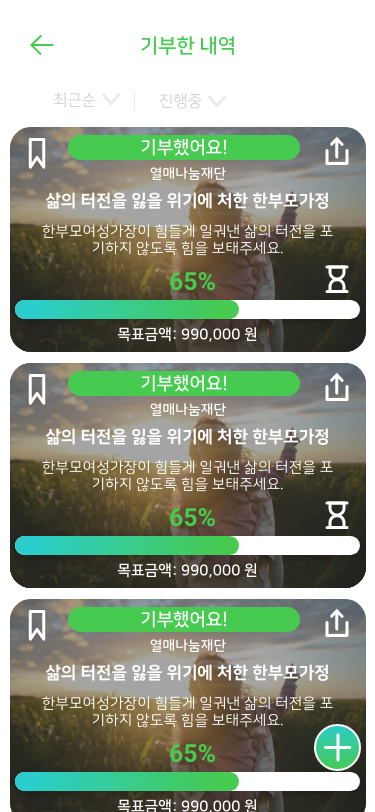 기부한 내역
최근순 진행중
기부했어요!
열매나눔재단
삶의 터전을 잃을 위기에 처한 한부모가정
한부모여성가장이 힘들게 일궈낸 삶의 터전을 포
기하지 않도록 힘을 보태주세요.
65%
목표금액: 990,000 원
기부했어요!
열매나눔재단
삶의 터전을 잃을 위기에 처한 한부모가정
한부모여성가장이 힘들게 일궈낸 삶의 터전을 포
기하지 않도록 힘을 보태주세요.
65%
목표금액: 990,000 원
기부했어요!
열매나눔재단
삶의 터전을 잃을 위기에 처한 한부모가정
한부모여성가장이 힘들게 일궈낸 삶의 터전을 포
기하지 않도록 힘을 보태주세요.
65%
목표금액: 990,000 원